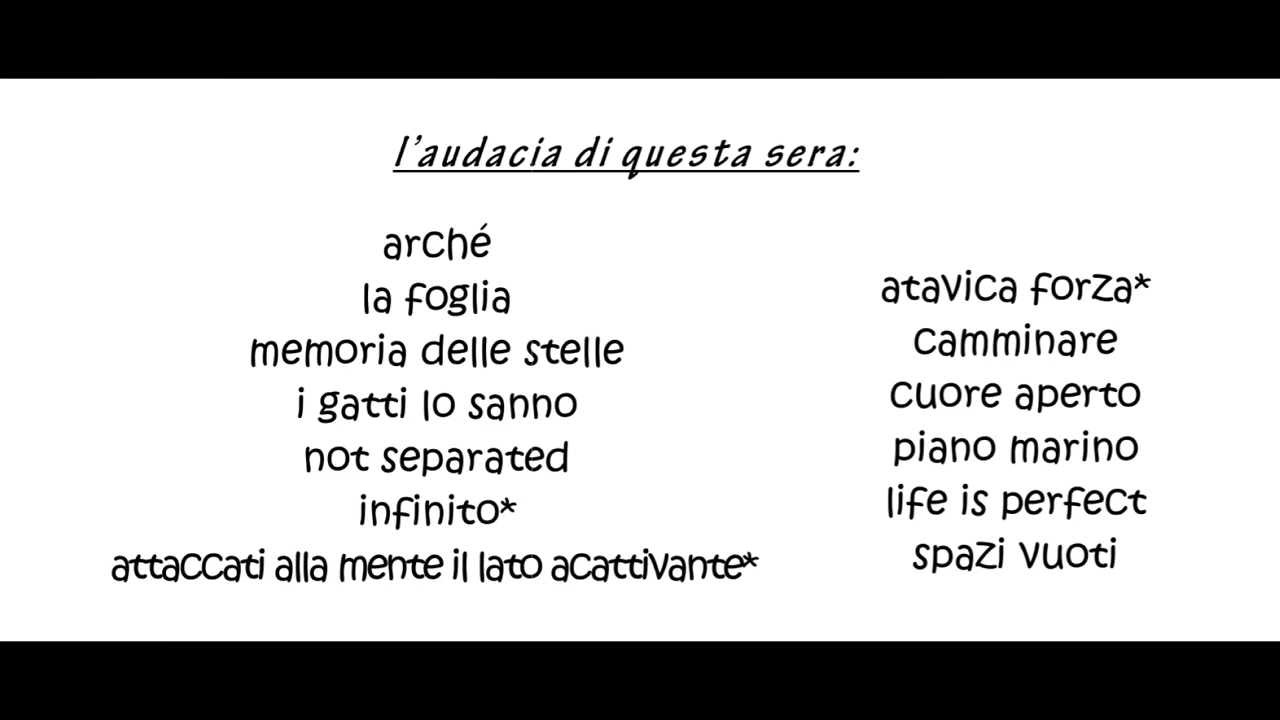 l'audacia di questa sera:
arché
la foglia
memoria delle stelle
i gatti lo sanno
not separated
infinito*
attaccati alla mente il lato acattivante*
atavica forza*
camminare
cuore aperto
piano marino
life is perfect
spazi vuoti